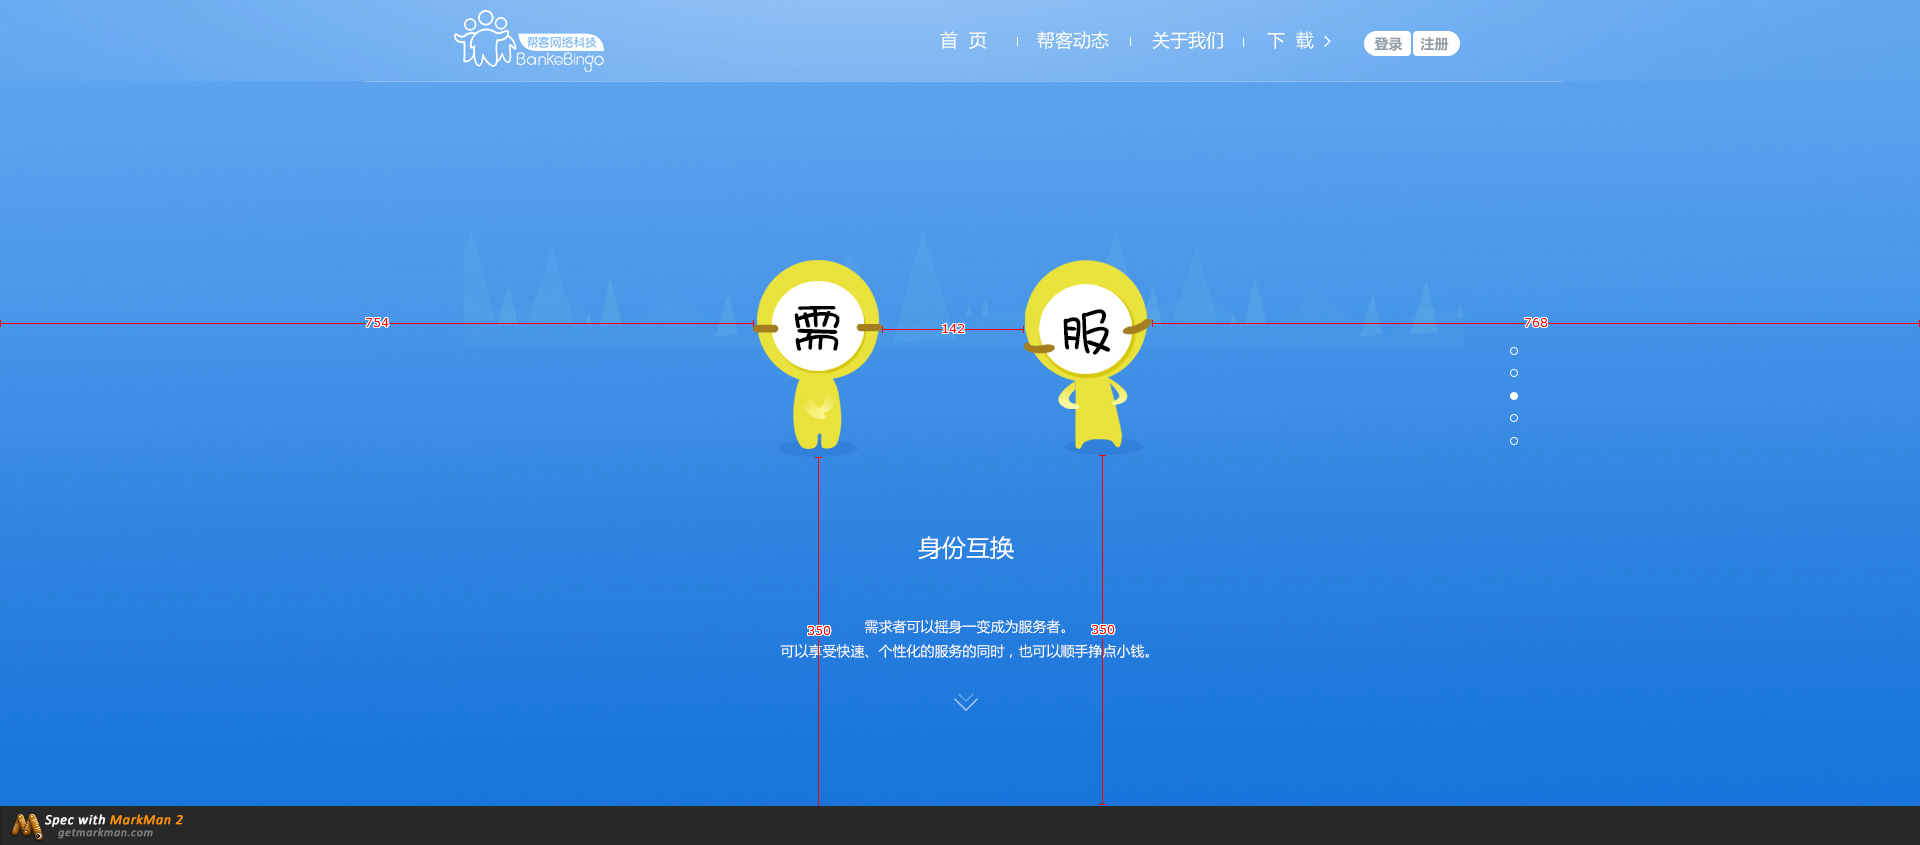 帮客网络科技
BankeBingo
首 页
帮客动态
关于我们
下 载
登录
注册
754
142
768
需
服
身份互换
350
350
需求者可以摇身一变成为服务者。
可以享受快速、个性化的服务的同时，也可以顺手挣点小钱。
Spec with MarkMan 2
getmarkman.com